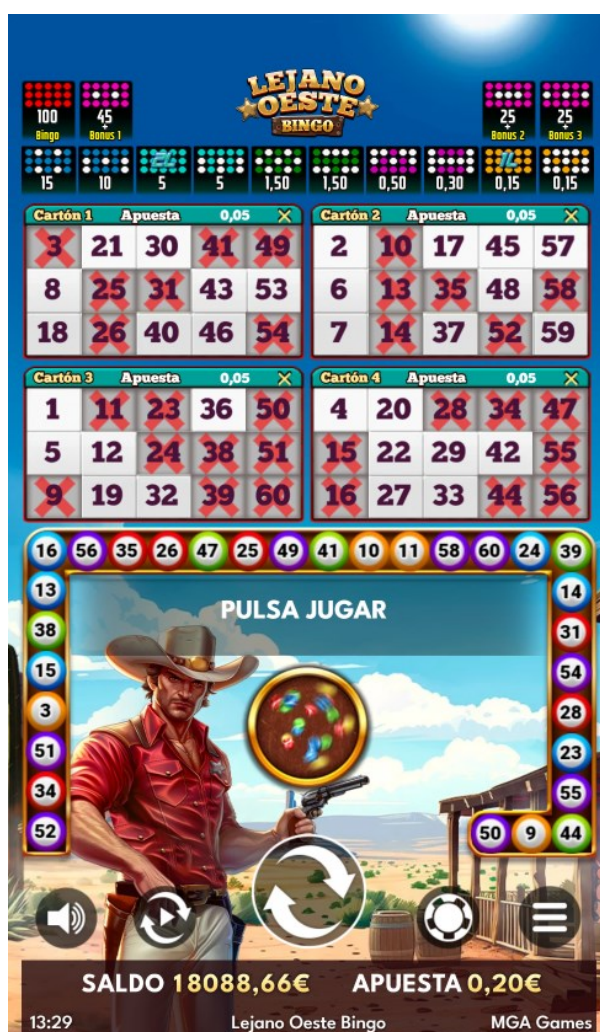 LEJANO
OESTE
BINGO
100
Bingo
45
+
Bonus 1
25
+
Bonus 2
25
+
Bonus 3
15 10 5 5 1,50 1,50 0,50 0,30 0,15 0,15
Cartón 1 Apuesta 0,05 X
3 21 30 41 49
8 25 31 43 53
18 26 40 46 54
Cartón 2 Apuesta 0,05 X
2 10 17 45 57
6 13 35 48 58
7 14 37 52 59
Cartón 3 Apuesta 0,05 X
1 11 23 36 50
5 12 24 38 51
9 19 32 39 60
Cartón 4 Apuesta 0,05 X
4 20 28 34 47
15 22 29 42 55
16 27 33 44 56
16 56 35 26 47 25 49 41 10 11 58 60 24 39
13 14
38 31
15 54
3 28
51 23
34 55
52 50 9 44
PULSA JUGAR
SALDO 18088,66€ APUESTA 0,20€
13:29 Lejano Oeste Bingo MGA Games